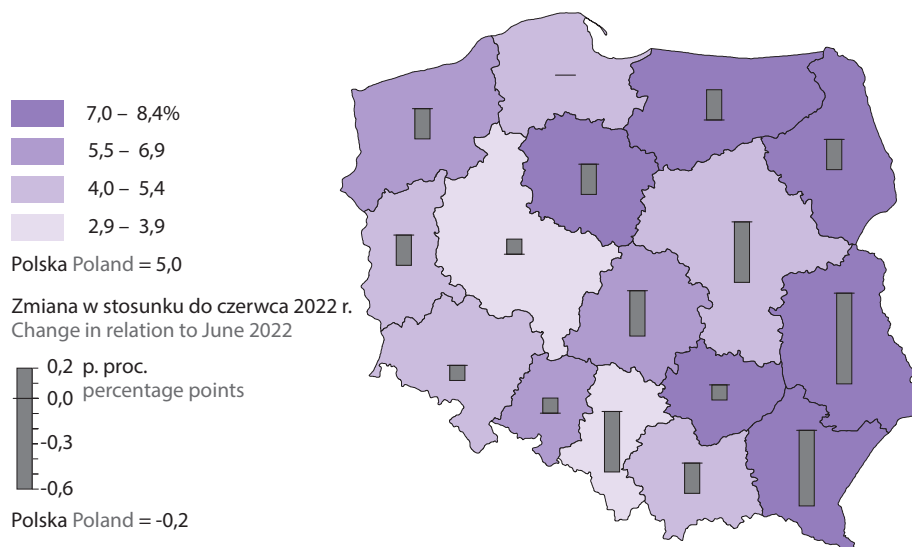 7,0 – 8,4%
5,5 – 6,9
4,0 – 5,4
2,9 – 3,9
Polska Poland = 5,0
Zmiana w stosunku do czerwca 2022 r.
Change in relation to June 2022
0,2 p. proc.
0,0 percentage points
-0,3
-0,6
Polska Poland = -0,2